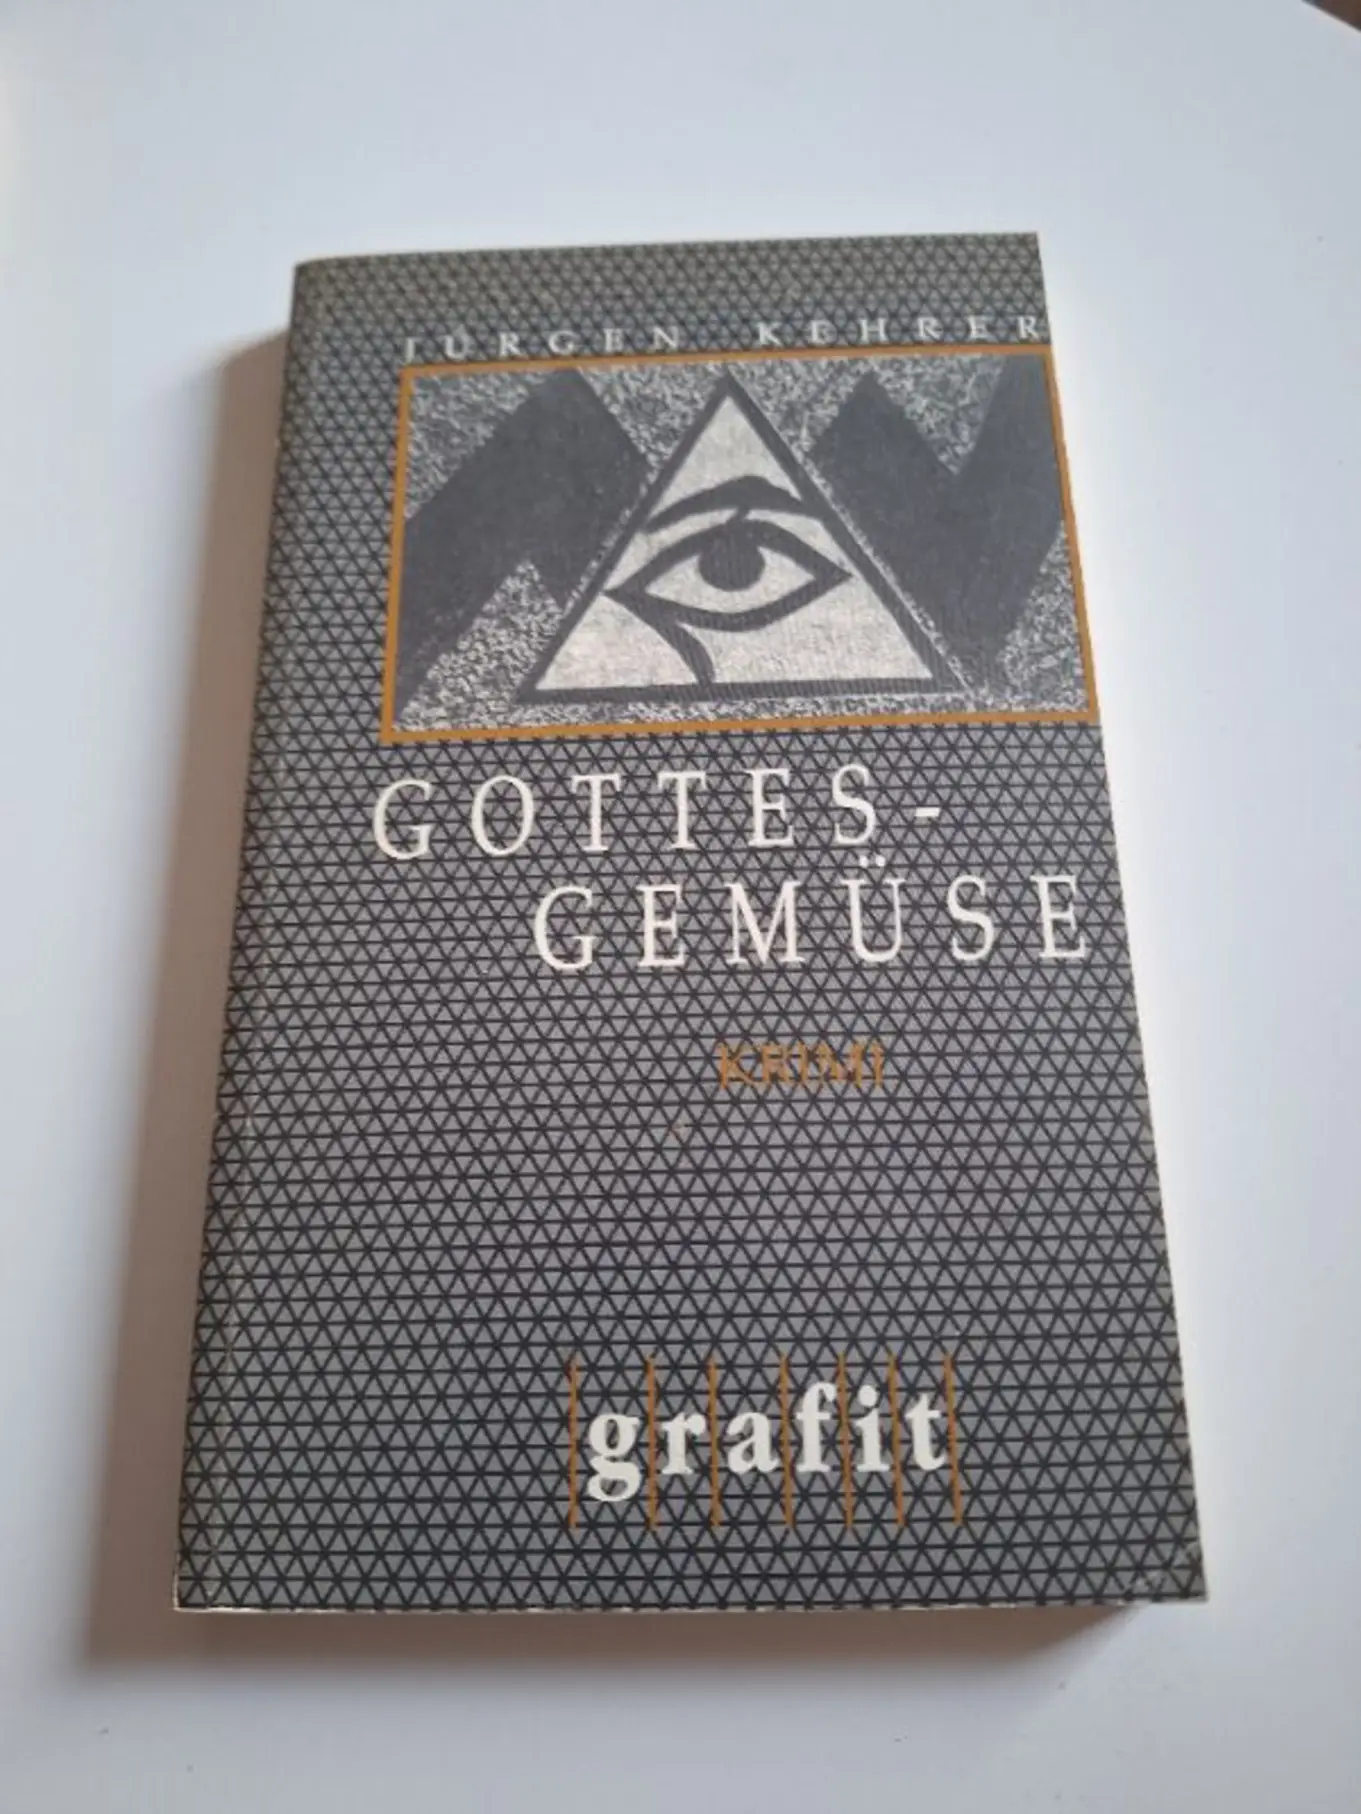 JÜRGEN KEHRER
GOTTES-
GEMÜSE
KRIMI
grafit